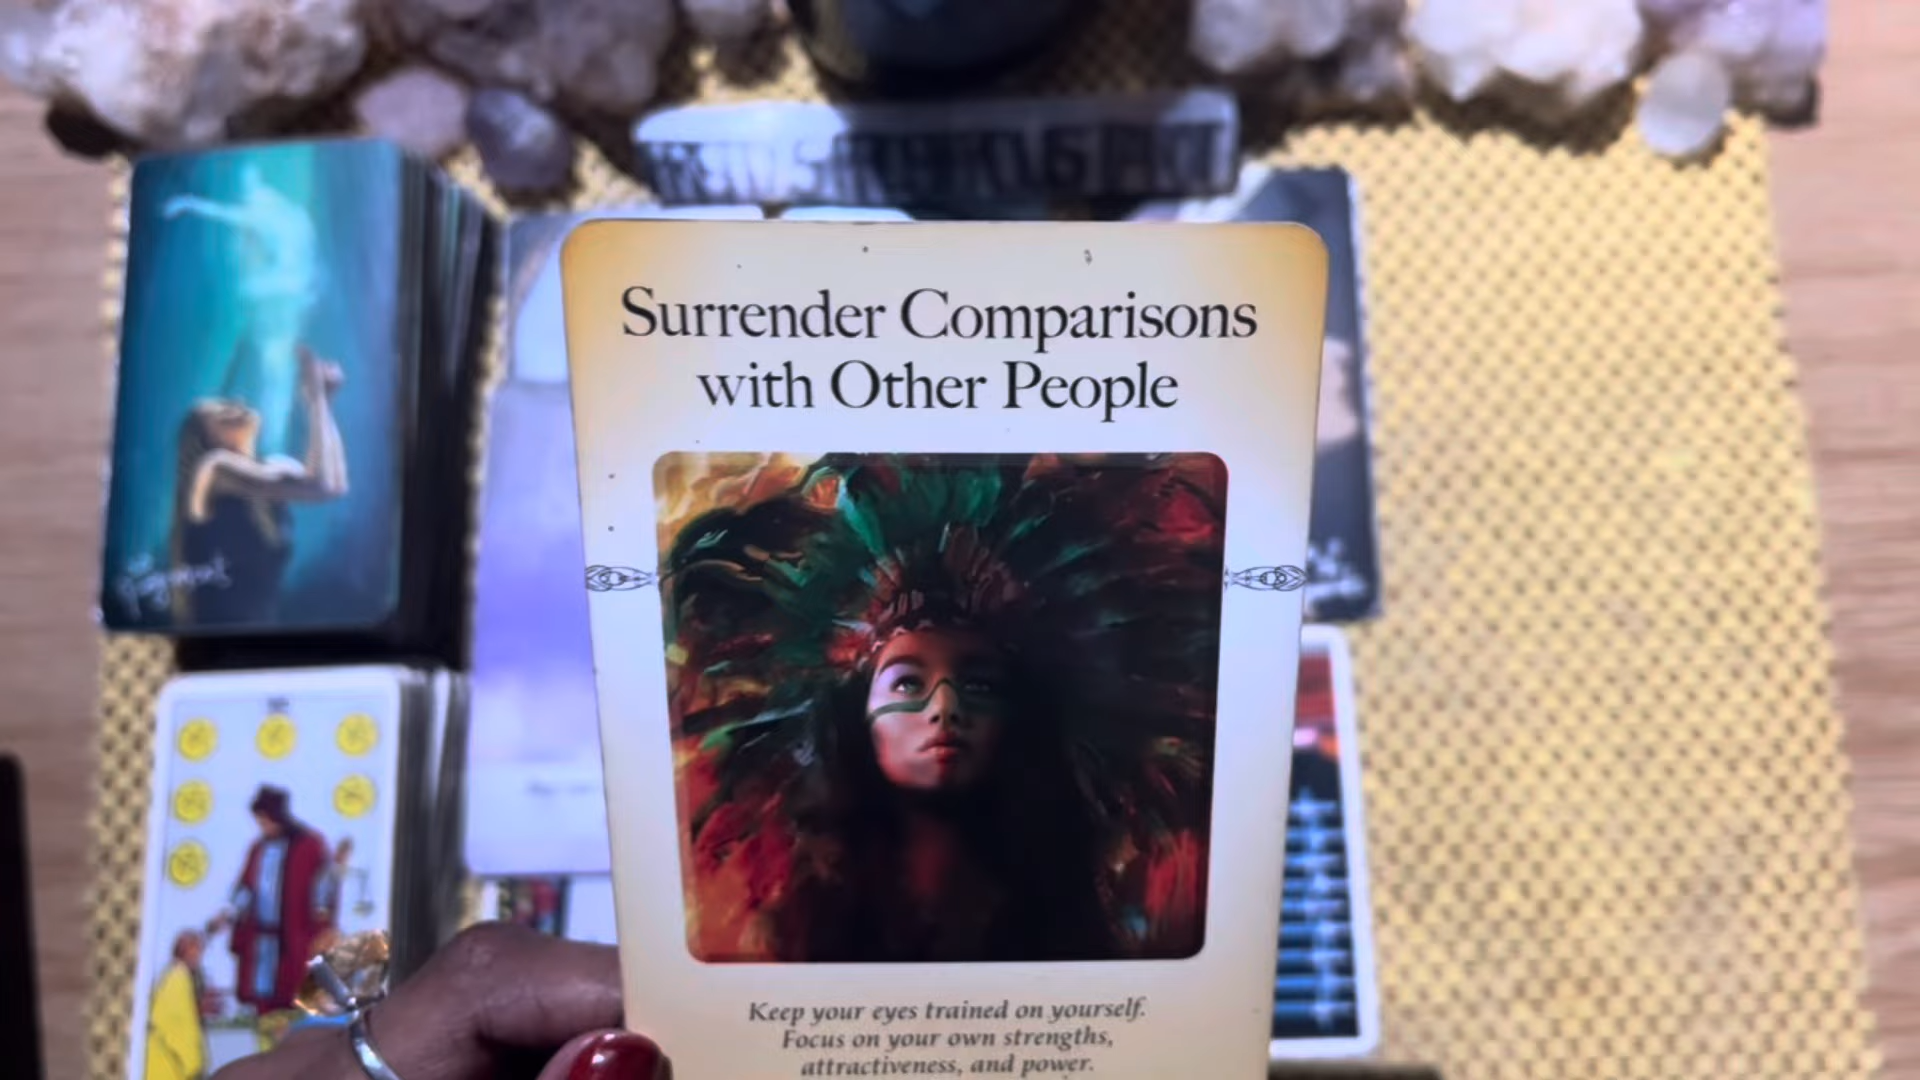 Surrender Comparisons
with Other People
Keep your eyes trained on yourself.
Focus on your own strengths,
attractiveness, and power.